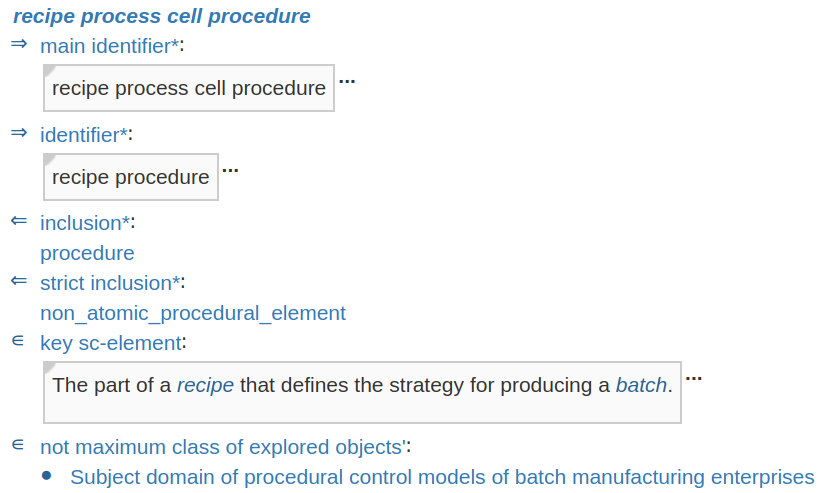 recipe process cell procedure
⇒ main identifier*:
recipe process cell procedure ...
⇒ identifier*:
recipe procedure ...
⇐ inclusion*:
procedure
⇐ strict inclusion*:
non_atomic_procedural_element
∈ key sc-element:
The part of a recipe that defines the strategy for producing a batch. ...
∈ not maximum class of explored objects':
• Subject domain of procedural control models of batch manufacturing enterprises